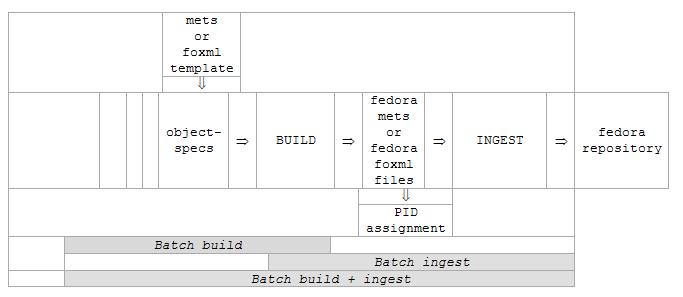 mets
or
foxml
template
⇓
object-
specs
⇒
BUILD
⇒
fedora
mets
or
fedora
foxml
files
⇒
INGEST
⇒
fedora
repository
⇓
PID
assignment
Batch build
Batch ingest
Batch build + ingest